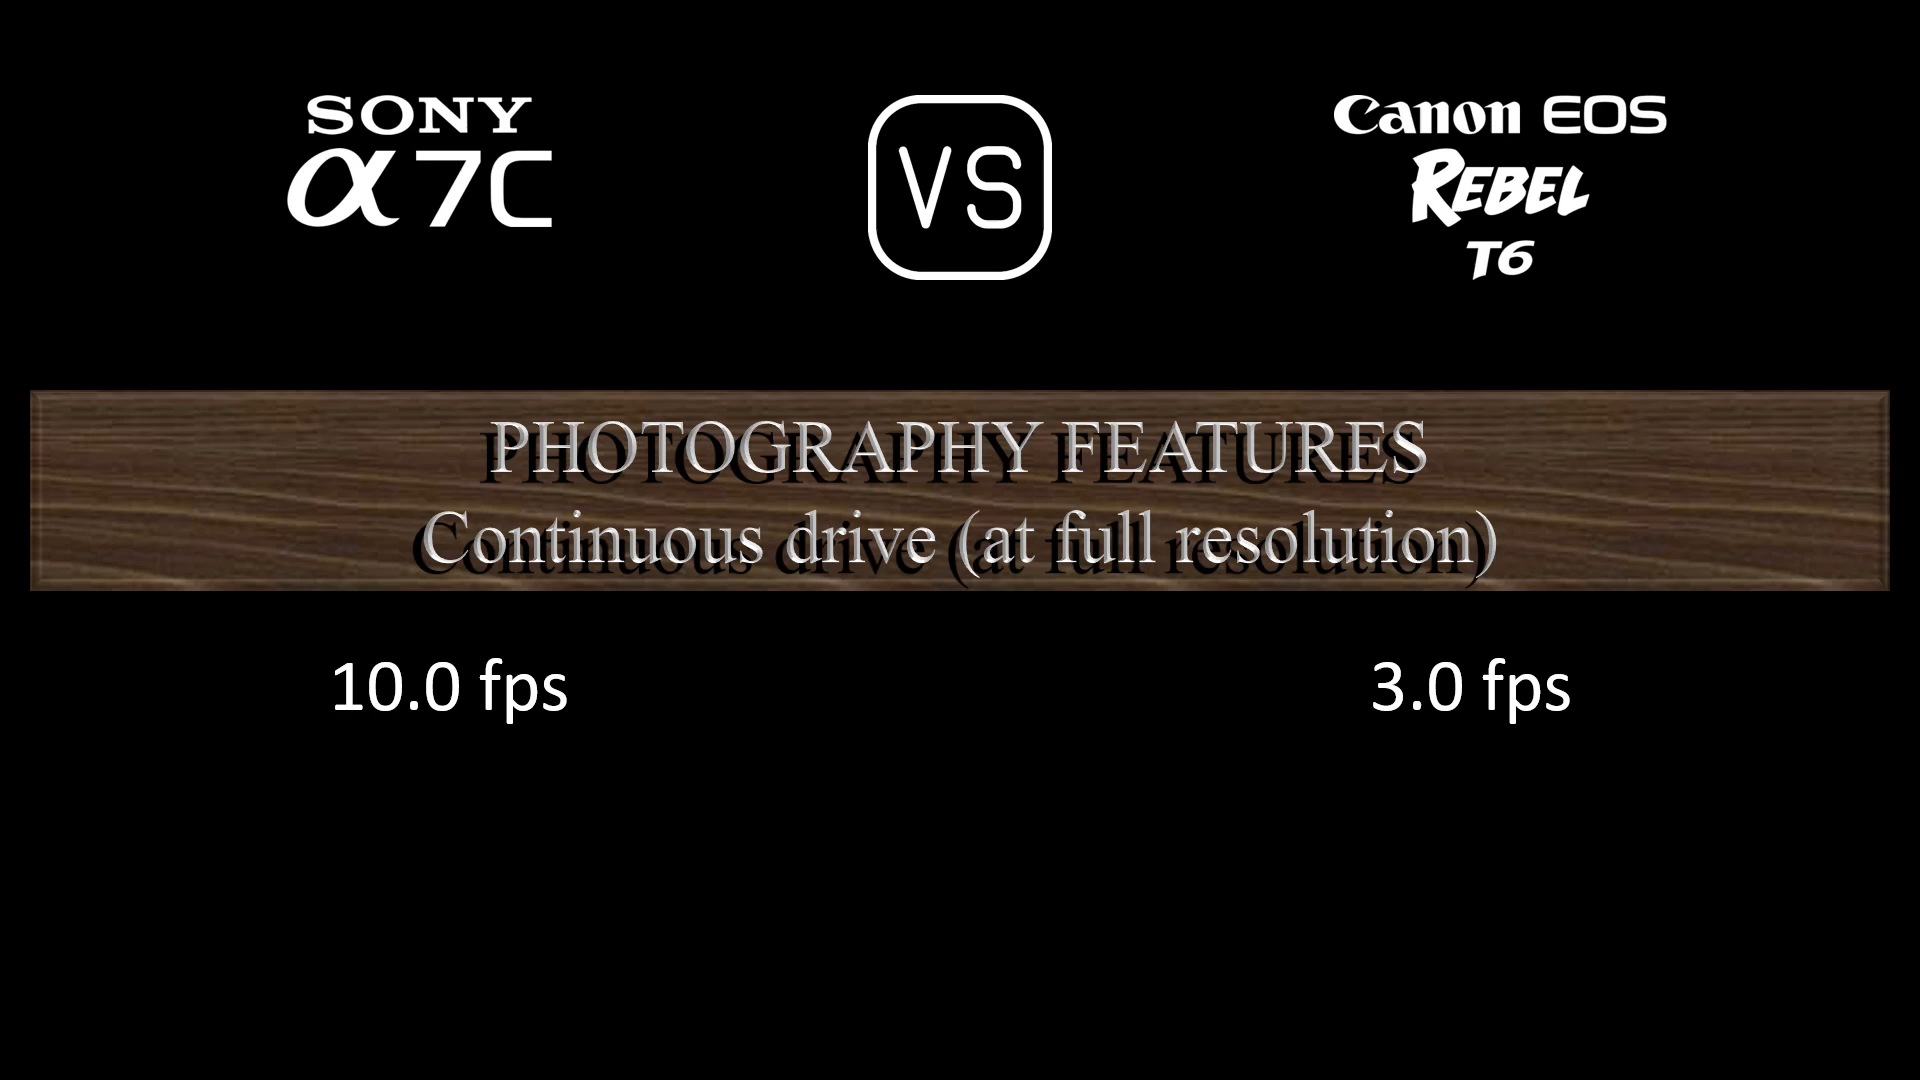 SONY
α7C
VS
Canon EOS
REBEL
T6
PHOTOGRAPHY FEATURES
Continuous drive (at full resolution)
10.0 fps
3.0 fps